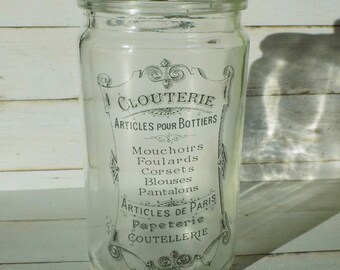 CLOUTERIE
ARTICLES POUR BOTTIERS
Mouchoirs
Foulards
Corsets
Blouses
Pantalons
ARTICLES DE PARIS
Papeterie
COUTELLERIE